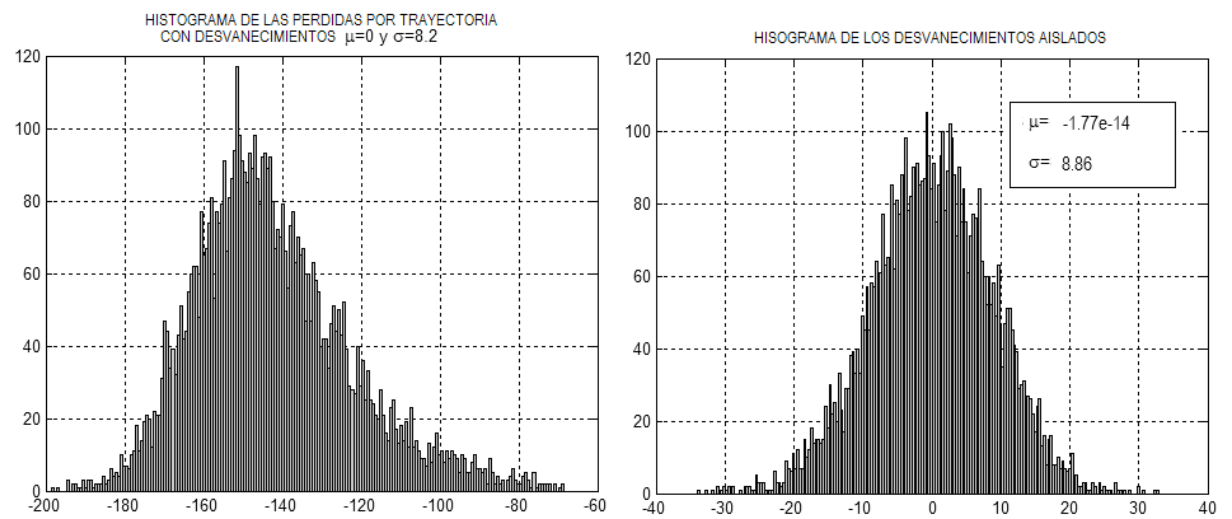 HISTOGRAMA DE LAS PERDIDAS POR TRAYECTORIA
CON DESVANECIMIENTOS μ=0 y σ=8.2
120
100
80
60
40
20
0
-200 -180 -160 -140 -120 -100 -80 -60
HISOGRAMA DE LOS DESVANECIMIENTOS AISLADOS
120
100
80
60
40
20
0
-40 -30 -20 -10 0 10 20 30 40
μ= -1.77e-14
σ= 8.86